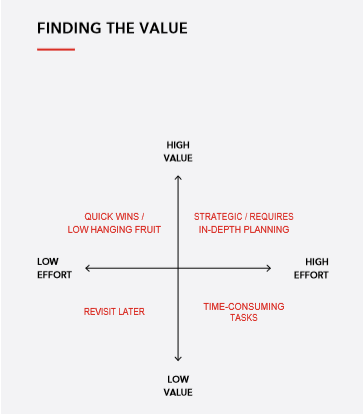 FINDING THE VALUE
HIGH
VALUE
QUICK WINS /
LOW HANGING FRUIT
STRATEGIC / REQUIRES
IN-DEPTH PLANNING
LOW
EFFORT
HIGH
EFFORT
REVISIT LATER
TIME-CONSUMING
TASKS
LOW
VALUE